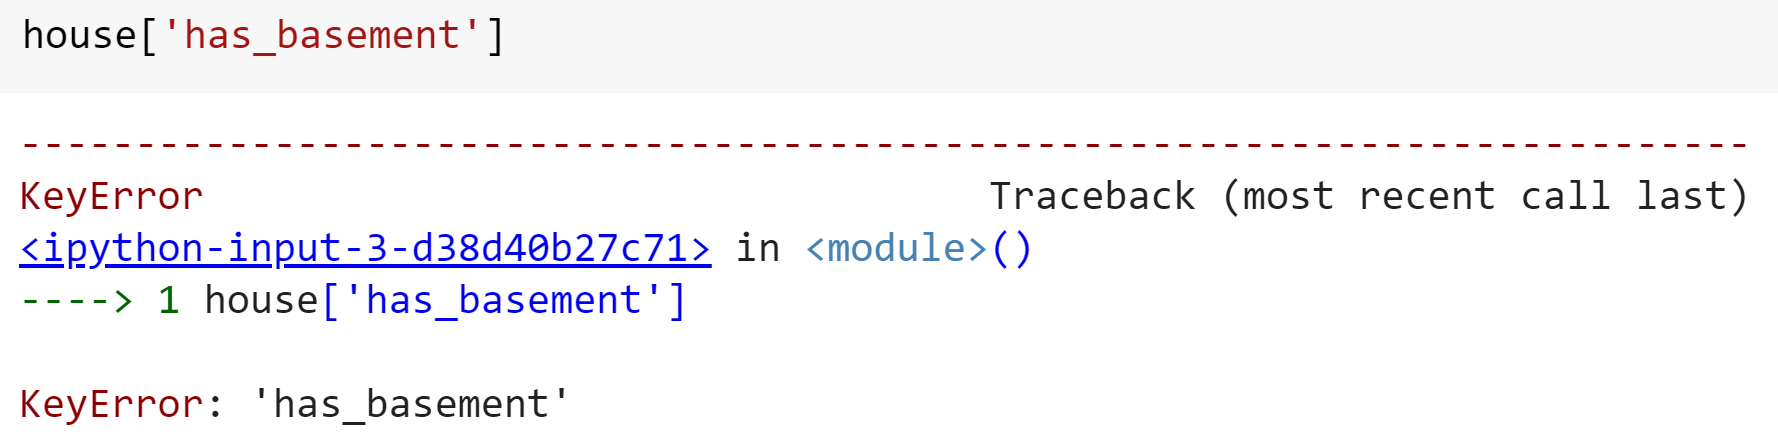 house['has_basement']
---------------------------------------------------------------------------
KeyError                                  Traceback (most recent call last)
<ipython-input-3-d38d40b27c71> in <module>()
----> 1 house['has_basement']
KeyError: 'has_basement'